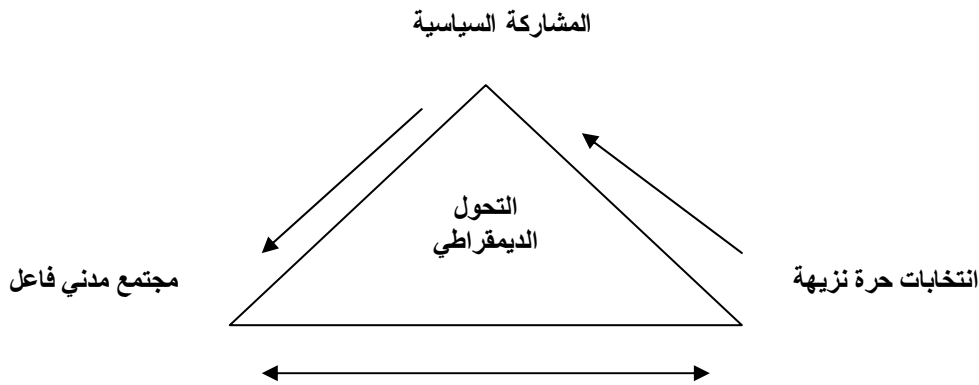 المشاركة السياسية
التحول
الديمقراطي
انتخابات حرة نزيهة
مجتمع مدني فاعل